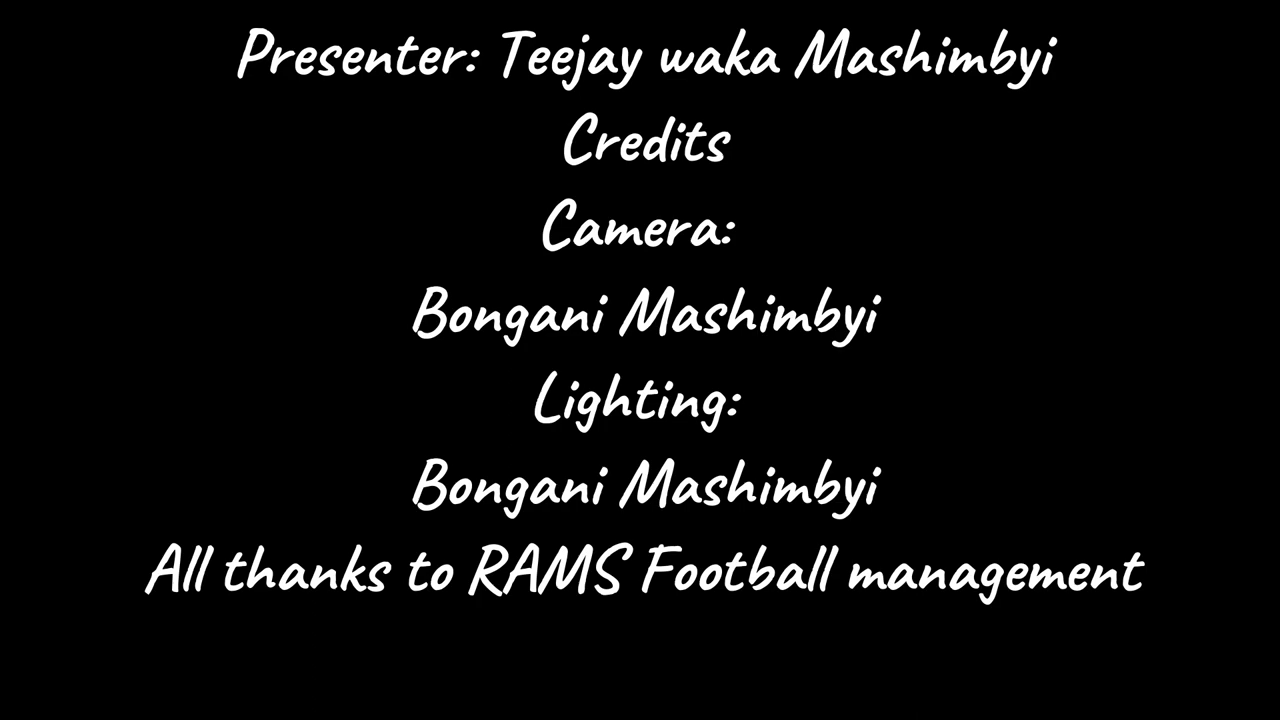 Presenter: Teejay waka Mashimbyi
Credits
Camera:
Bongani Mashimbyi
Lighting:
Bongani Mashimbyi
All thanks to RAMS Football management